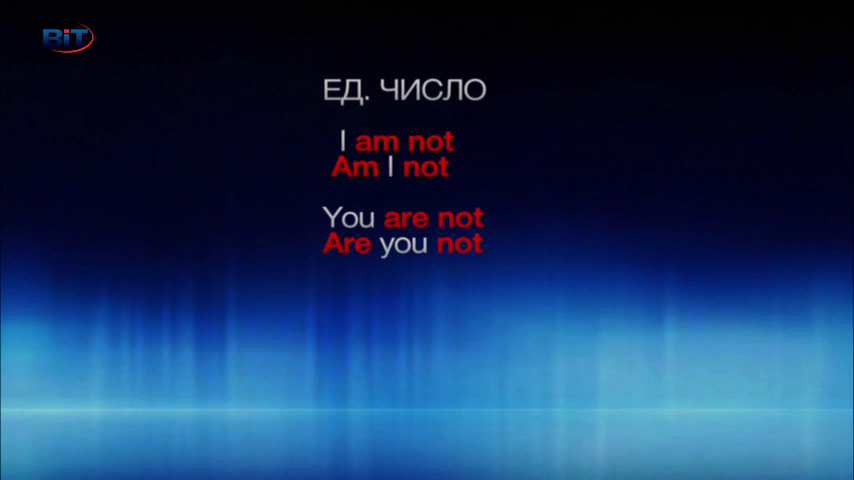 BiT
ЕД. ЧИСЛО
I am not
Am I not
You are not
Are you not